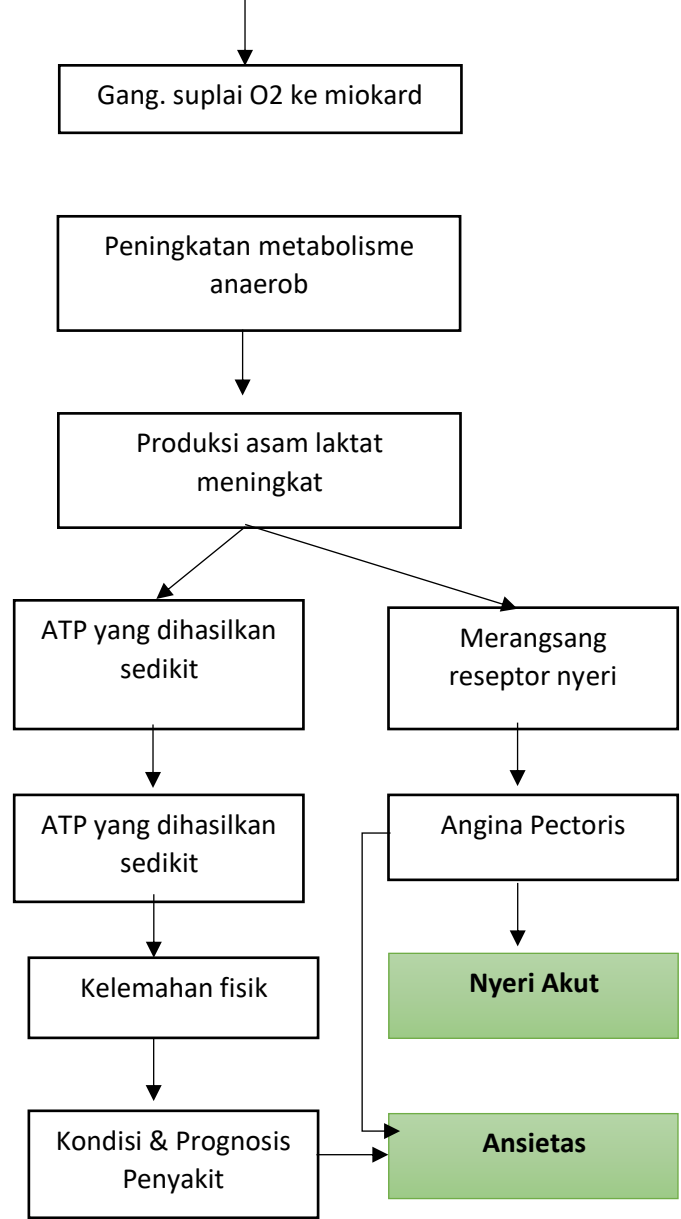 Gang. suplai O2 ke miokard
Peningkatan metabolisme
anaerob
Produksi asam laktat
meningkat
ATP yang dihasilkan
sedikit
Merangsang
reseptor nyeri
ATP yang dihasilkan
sedikit
Angina Pectoris
Kelemahan fisik
Nyeri Akut
Kondisi & Prognosis
Penyakit
Ansietas